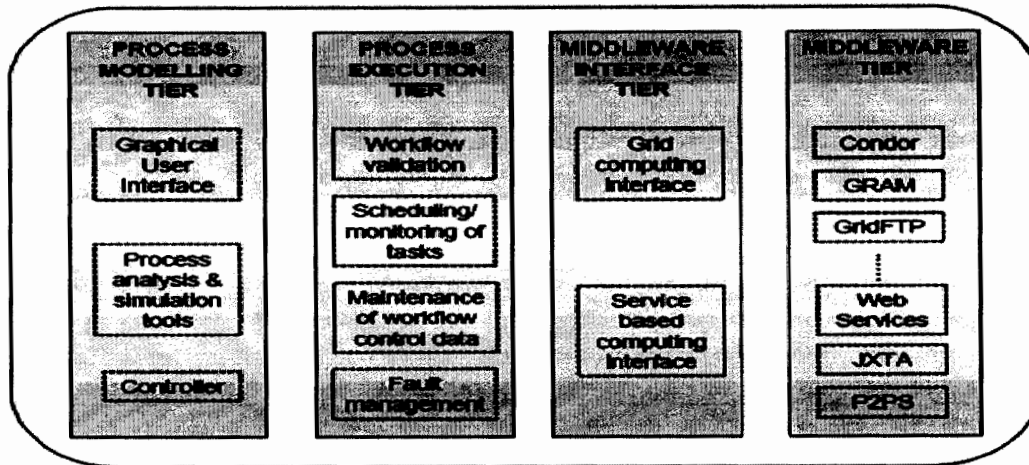 PROCESS
MODELLING
TIER
Graphical
User
Interface
Process
analysis &
simulation
tools
Controller
PROCESS
EXECUTION
TIER
Workflow
validation
Scheduling/
monitoring of
tasks
Maintenance
of workflow
control data
Fault
management
MIDDLEWARE
INTERFACE
TIER
Grid
computing
interface
Service
based
computing
interface
MIDDLEWARE
TIER
Condor
GRAM
GridFTP
Web
Services
JXTA
P2PS